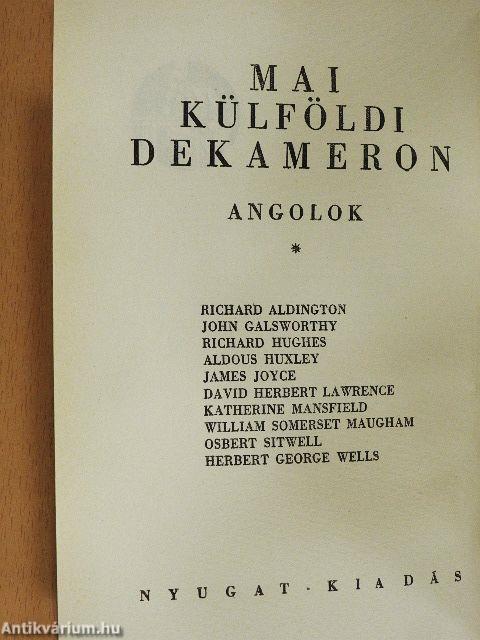 MAI
KÜLFÖLDI
DEKAMERON
ANGOLOK
*
RICHARD ALDINGTON
JOHN GALSWORTHY
RICHARD HUGHES
ALDOUS HUXLEY
JAMES JOYCE
DAVID HERBERT LAWRENCE
KATHERINE MANSFIELD
WILLIAM SOMERSET MAUGHAM
OSBERT SITWELL
HERBERT GEORGE WELLS
NYUGAT-KIADÁS
Antikvárium.hu